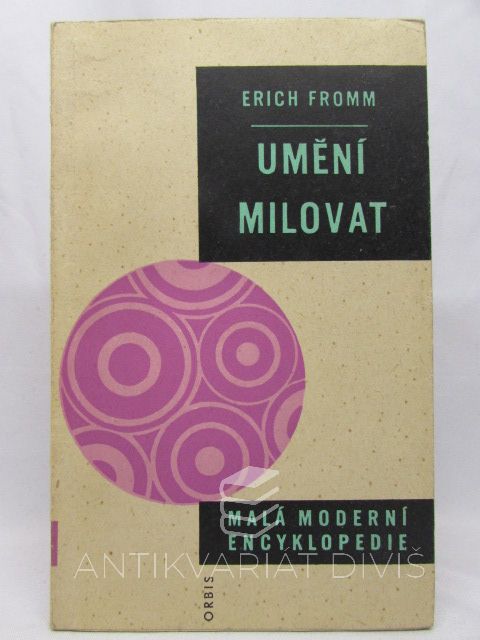 ERICH FROMM
UMĚNÍ
MILOVAT
MALÁ MODERNÍ
ENCYKLOPEDIE
ANTIKVARIÁT DIVIŠ
ORBIS